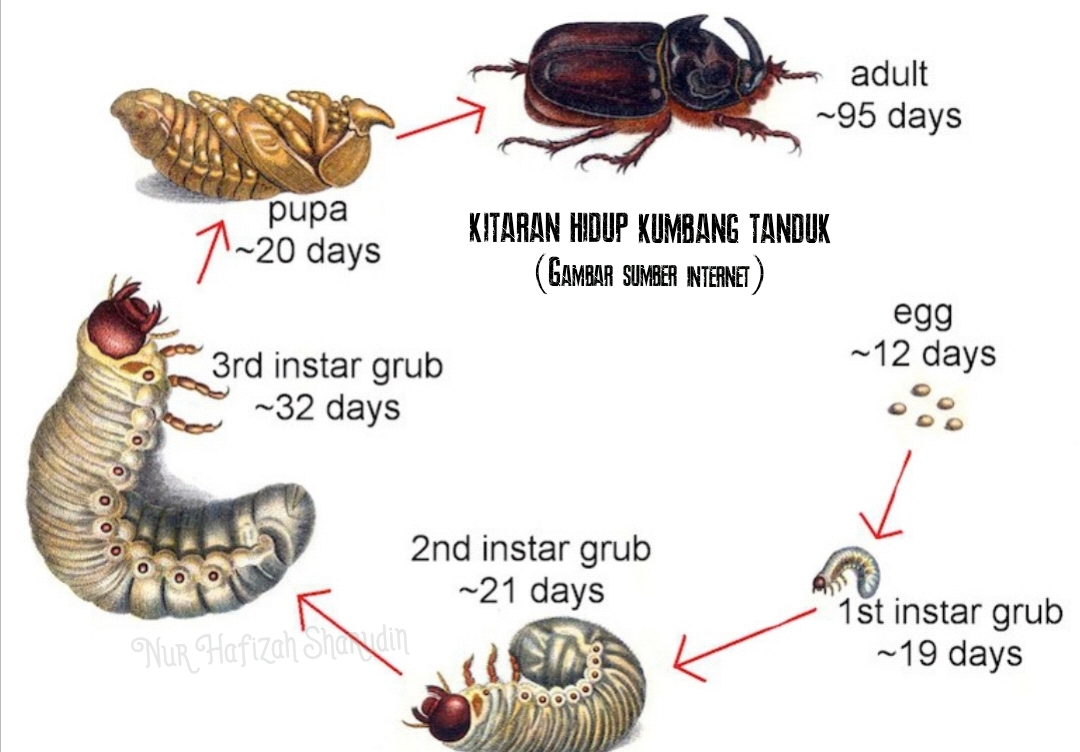 adult
~95 days
pupa
~20 days
KITARAN HIDUP KUMBANG TANDUK
(GAMBAR SUMBER INTERNET)
egg
~12 days
3rd instar grub
~32 days
2nd instar grub
~21 days
1st instar grub
~19 days
Nur Hafizah Sharudin